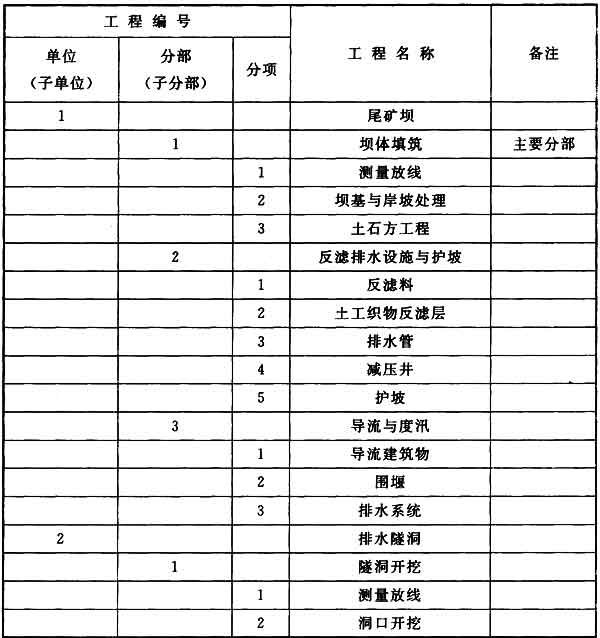 工程编号 工程名称 备注
单位（子单位） 分部（子分部） 分项
1 尾矿坝
1 坝体填筑 主要分部
1 测量放线
2 坝基与岸坡处理
3 土石方工程
2 反滤排水设施与护坡
1 反滤料
2 土工织物反滤层
3 排水管
4 减压井
5 护坡
3 导流与度汛
1 导流建筑物
2 围堰
3 排水系统
2 排水隧洞
1 隧洞开挖
1 测量放线
2 洞口开挖